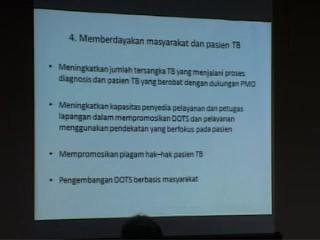 4. Memberdayakan masyarakat dan pasien TB
• Meningkatkan jumlah tersangka TB yang menjalani proses
diagnosis dan pasien TB yang berobat dengan dukungan PMO
• Meningkatkan kapasitas penyedia pelayanan dan petugas
lapangan dalam mempromosikan DOTS dan pelayanan
menggunakan pendekatan yang berfokus pada pasien
• Mempromosikan piagam hak–hak pasien TB
• Pengembangan DOTS berbasis masyarakat